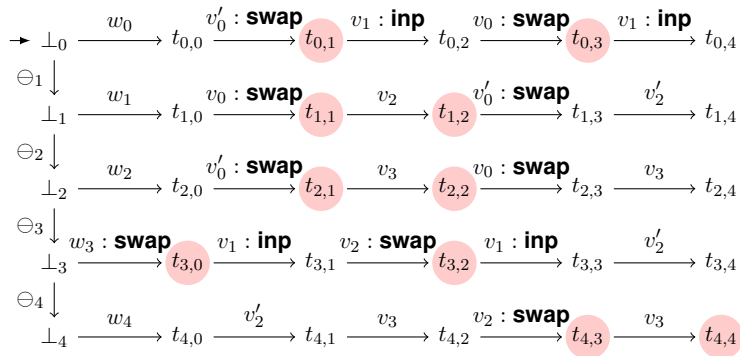 w₀ v′₀ : swap v₁ : inp v₀ : swap v₁ : inp
⊥₀ t₀,₀ t₀,₁ t₀,₂ t₀,₃ t₀,₄
⊖₁ w₁ v₀ : swap v₂ v′₀ : swap v′₂
⊥₁ t₁,₀ t₁,₁ t₁,₂ t₁,₃ t₁,₄
⊖₂ w₂ v′₀ : swap v₃ v₀ : swap v₃
⊥₂ t₂,₀ t₂,₁ t₂,₂ t₂,₃ t₂,₄
⊖₃ w₃ : swap v₁ : inp v₂ : swap v₁ : inp v′₂
⊥₃ t₃,₀ t₃,₁ t₃,₂ t₃,₃ t₃,₄
⊖₄ w₄ v′₂ v₃ v₂ : swap v₃
⊥₄ t₄,₀ t₄,₁ t₄,₂ t₄,₃ t₄,₄